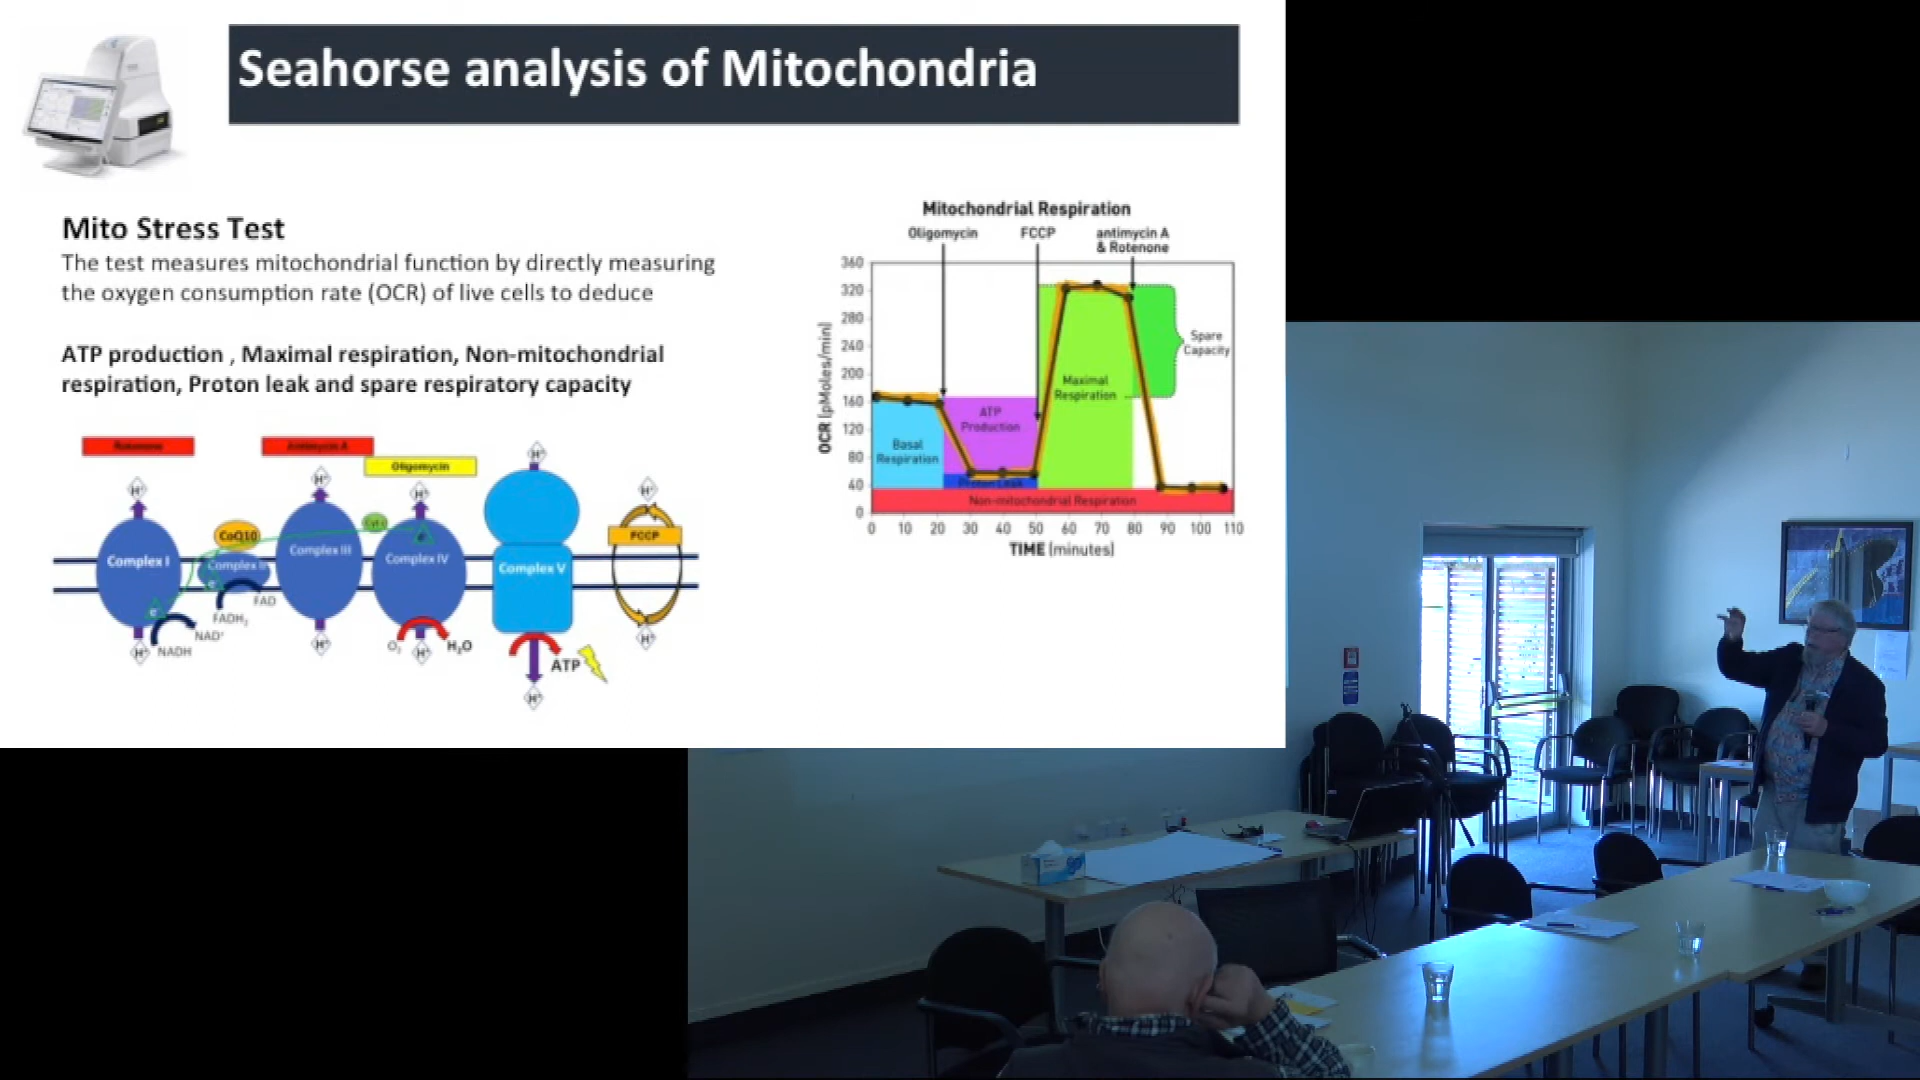 Seahorse analysis of Mitochondria
Mito Stress Test
The test measures mitochondrial function by directly measuring
the oxygen consumption rate (OCR) of live cells to deduce
ATP production , Maximal respiration, Non-mitochondrial
respiration, Proton leak and spare respiratory capacity
Rotenone
Antimycin A
Oligomycin
H⁺
H⁺
H⁺
H⁺
H⁺
CoQ10
Cyt c
FCCP
Complex I
Complex II
Complex III
Complex IV
Complex V
e⁻
FAD
FADH₂
NAD⁺
NADH
O₂
H₂O
ATP
H⁺
H⁺
H⁺
H⁺
H⁺
Mitochondrial Respiration
Oligomycin
FCCP
antimycin A
& Rotenone
OCR (pMoles/min)
360
320
280
240
200
160
120
80
40
0
Basal
Respiration
ATP
Production
Proton Leak
Maximal
Respiration
Spare
Capacity
Non-mitochondrial Respiration
0 10 20 30 40 50 60 70 80 90 100 110
TIME (minutes)